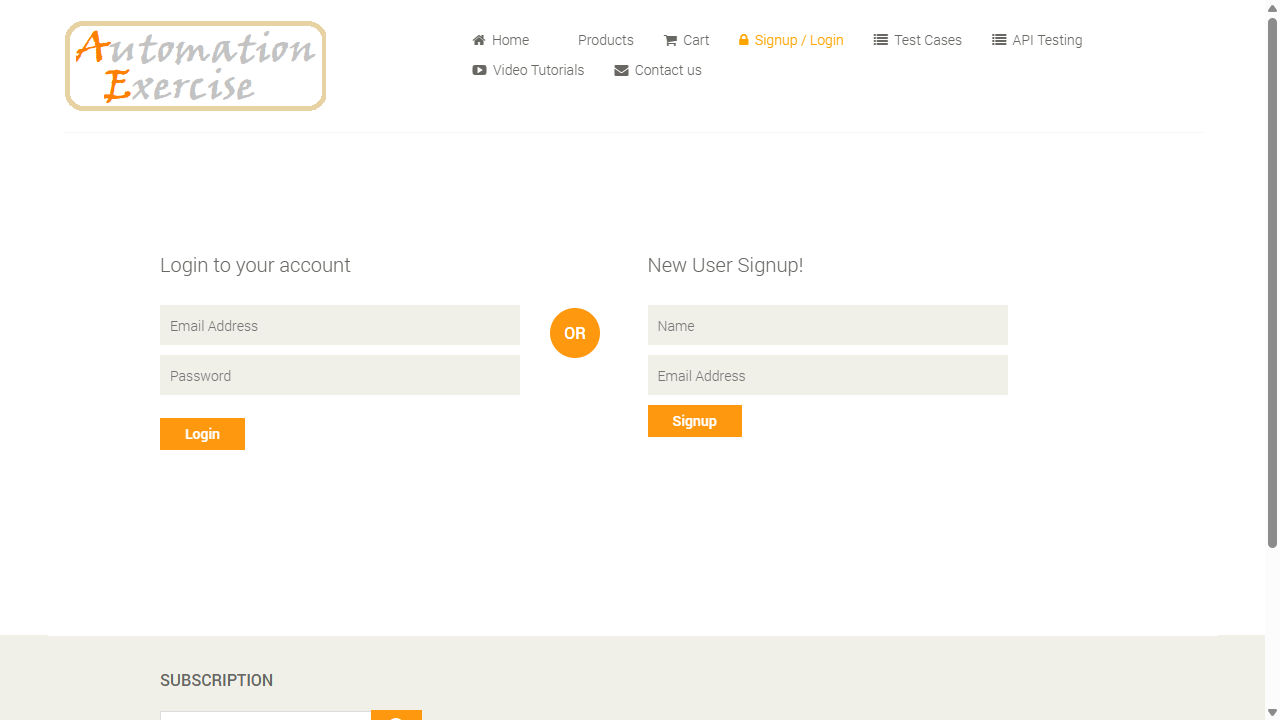 Automation
Exercise
Home
Products
Cart
Signup / Login
Test Cases
API Testing
Video Tutorials
Contact us
Login to your account
Email Address
Password
Login
OR
New User Signup!
Name
Email Address
Signup
SUBSCRIPTION